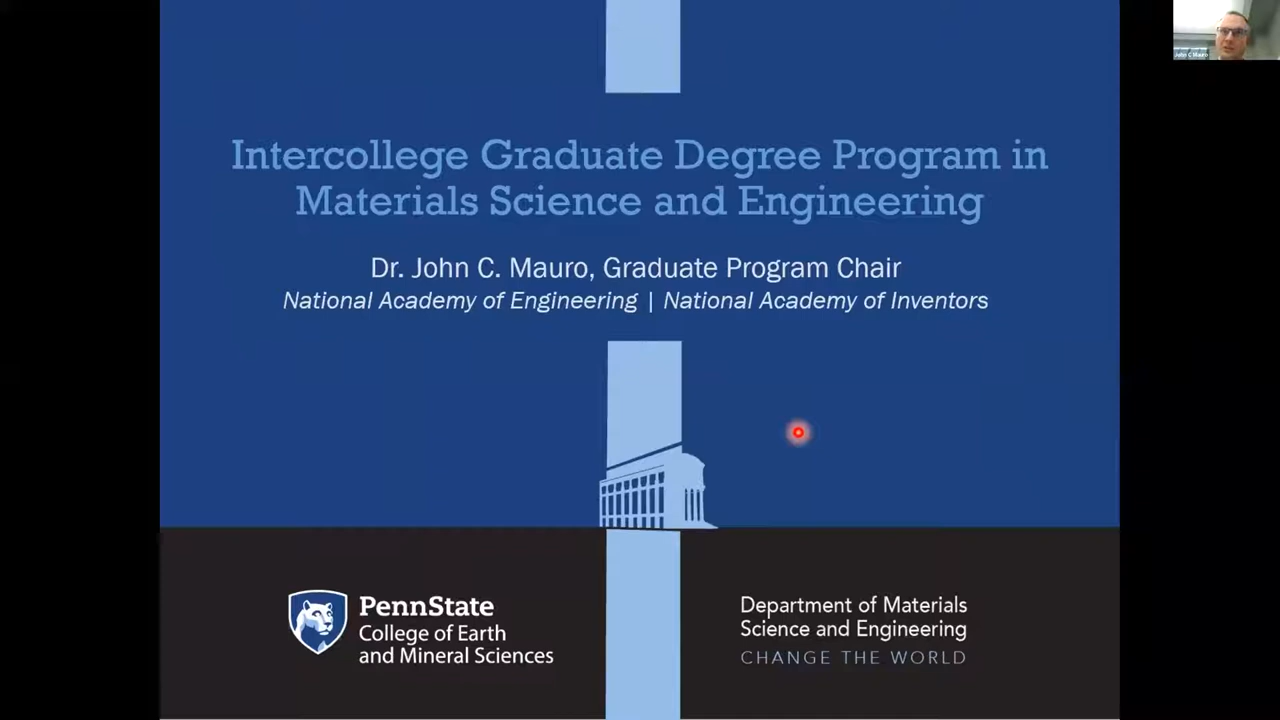 John C Mauro
Intercollege Graduate Degree Program in
Materials Science and Engineering
Dr. John C. Mauro, Graduate Program Chair
National Academy of Engineering | National Academy of Inventors
PennState
College of Earth
and Mineral Sciences
Department of Materials
Science and Engineering
CHANGE THE WORLD